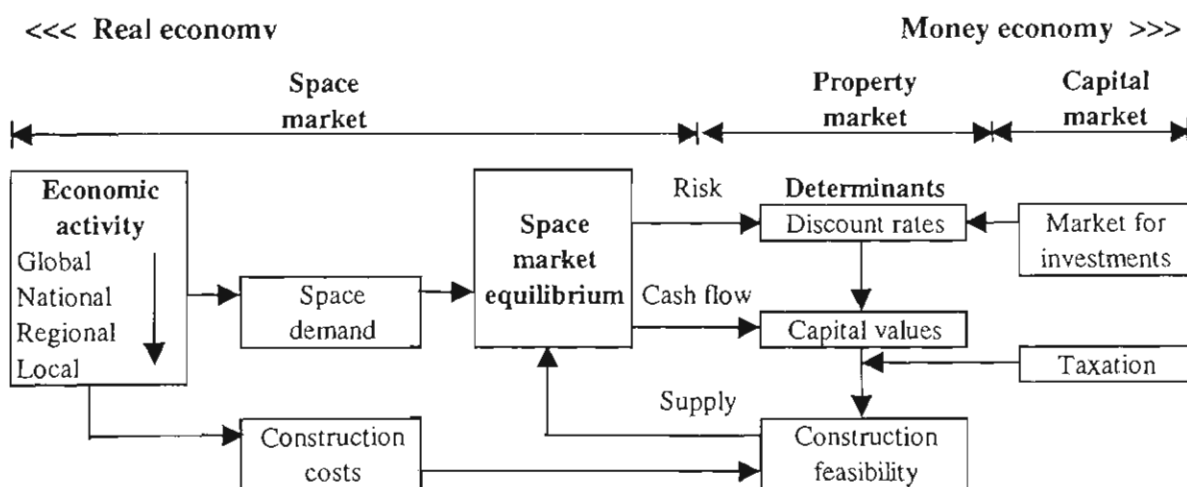 <<< Real economy
Money economy >>>
Space
market
Property
market
Capital
market
Economic
activity
Global
National
Regional
Local
Space
demand
Space
market
equilibrium
Risk
Cash flow
Supply
Determinants
Discount rates
Capital values
Market for
investments
Taxation
Construction
costs
Construction
feasibility